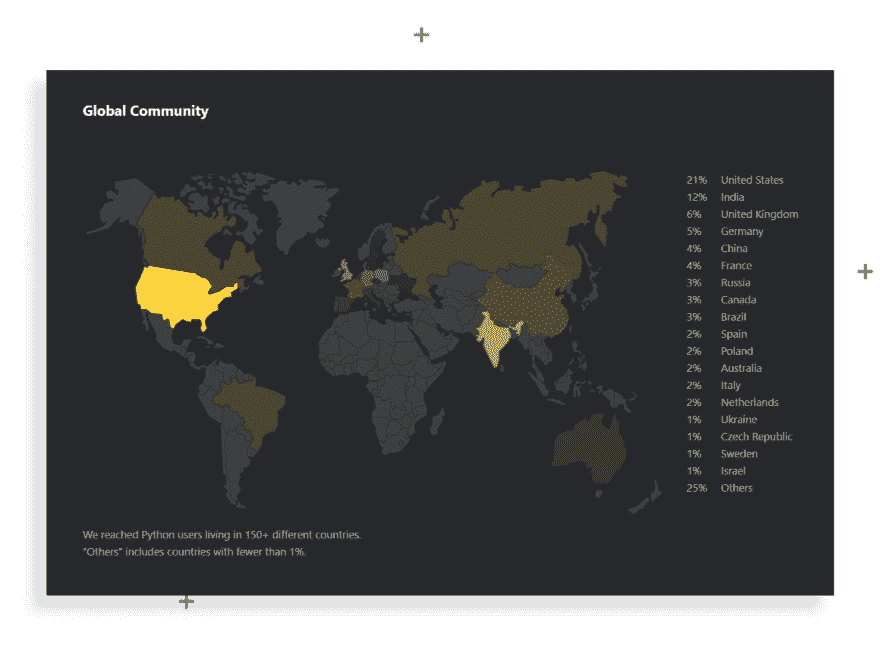 Global Community
21% United States
12% India
6% United Kingdom
5% Germany
4% China
4% France
3% Russia
3% Canada
3% Brazil
2% Spain
2% Poland
2% Australia
2% Italy
2% Netherlands
1% Ukraine
1% Czech Republic
1% Sweden
1% Israel
25% Others
We reached Python users living in 150+ different countries.
"Others" includes countries with fewer than 1%.